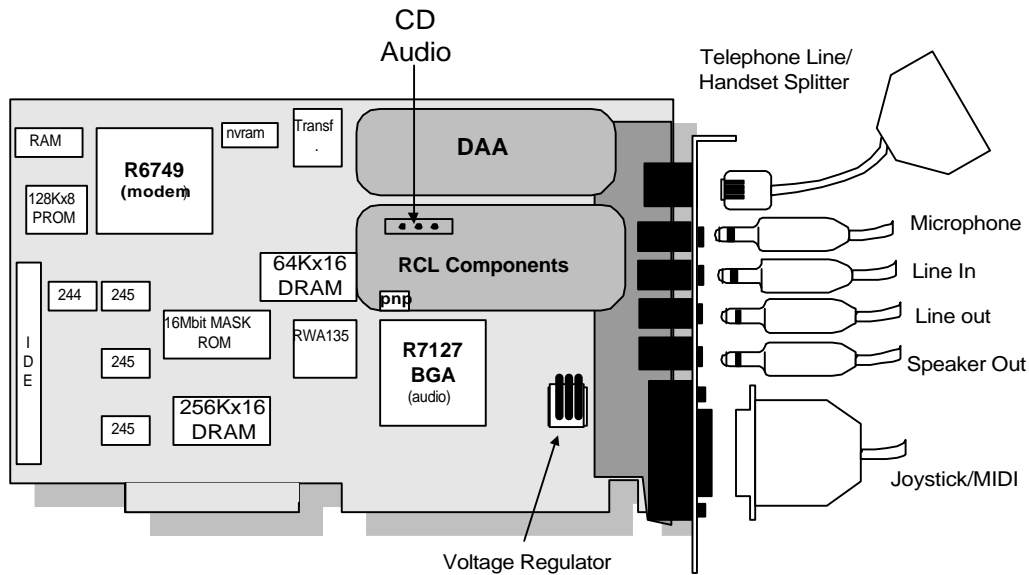 CD
Audio
Telephone Line/
Handset Splitter
RAM
R6749
(modem)
nvram
Transf
.
DAA
128Kx8
PROM
Microphone
RCL Components
64Kx16
DRAM
Line In
pnp
244
245
Line out
16Mbit MASK
ROM
RWA135
R7127
BGA
(audio)
I
D
E
245
Speaker Out
256Kx16
DRAM
245
Joystick/MIDI
Voltage Regulator